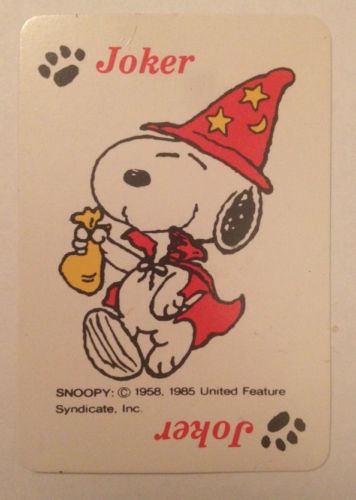 Joker
SNOOPY: © 1958, 1985 United Feature
Syndicate, Inc.
Joker